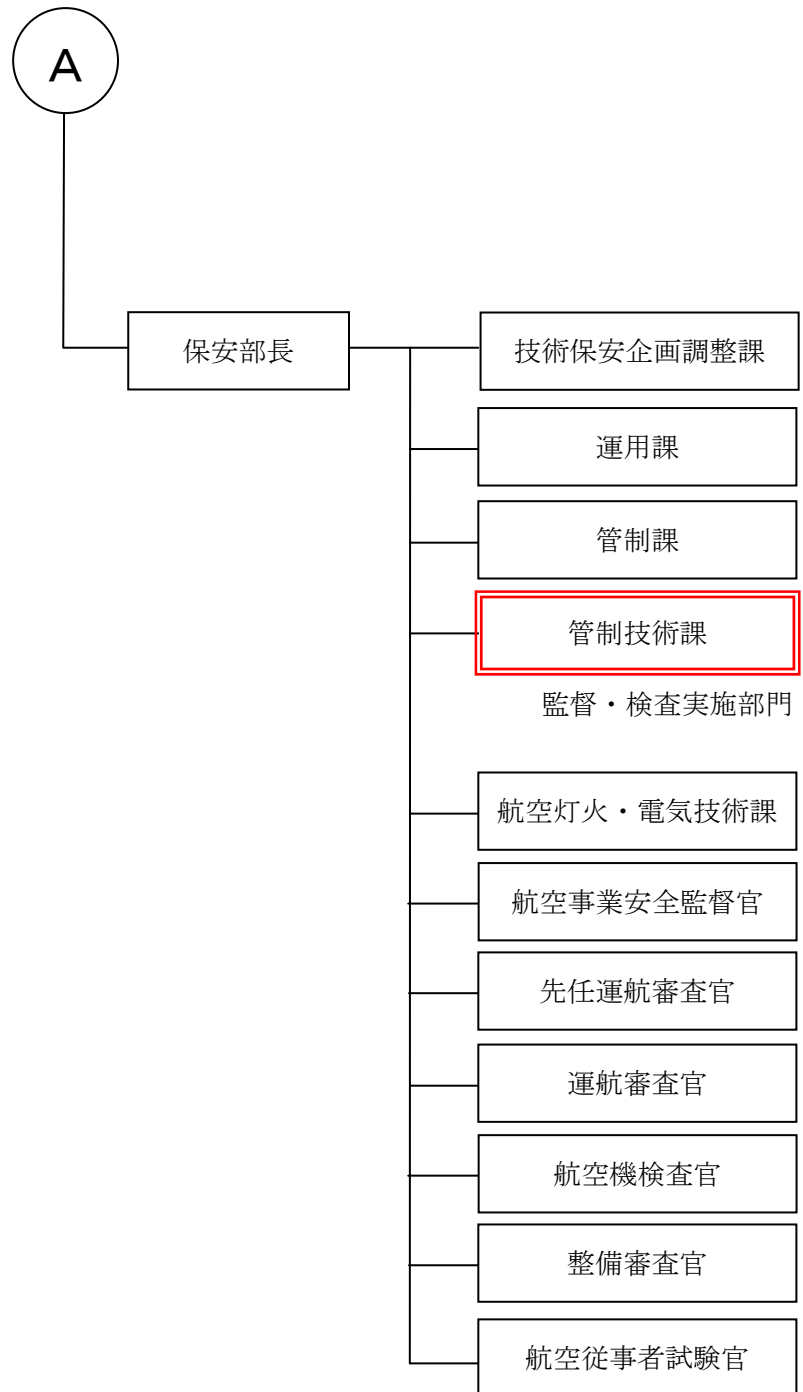 A
保安部長
技術保安企画調整課
運用課
管制課
管制技術課
監督・検査実施部門
航空灯火・電気技術課
航空事業安全監督官
先任運航審査官
運航審査官
航空機検査官
整備審査官
航空従事者試験官